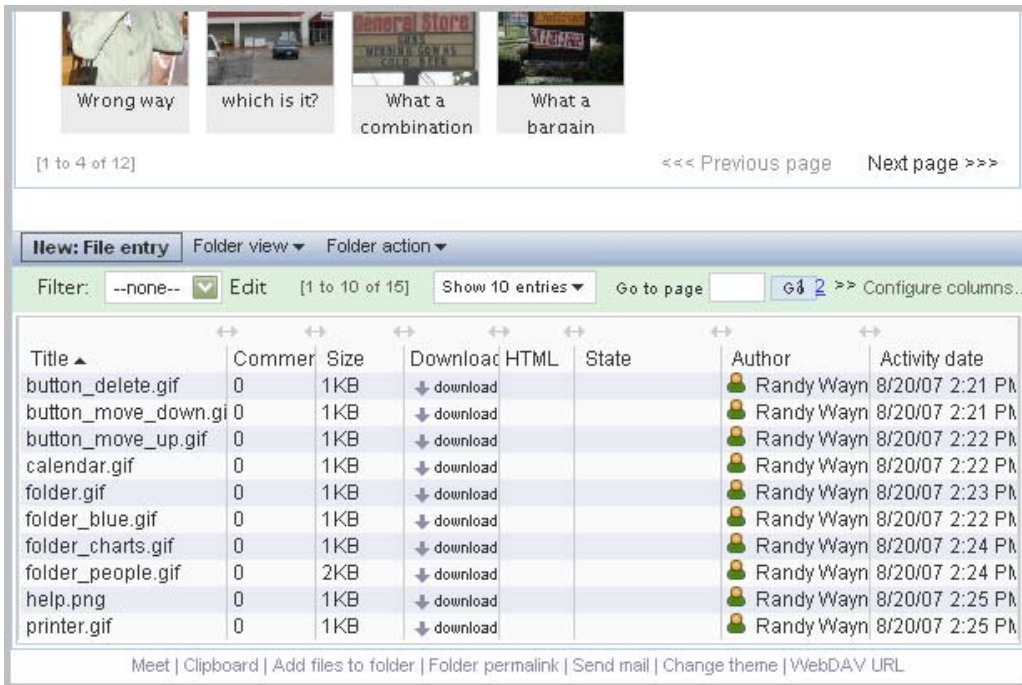 General Store
GUNS
WEDDING GOWNS
COLD BEER
Wrong way
which is it?
What a
combination
What a
bargain
[1 to 4 of 12]
<<< Previous page
Next page >>>
New: File entry
Folder view
Folder action
Filter: --none-- Edit [1 to 10 of 15] Show 10 entries Go to page 2 >> Configure columns..
Title Commer Size Download HTML State Author Activity date
button_delete.gif 0 1KB download Randy Wayn 8/20/07 2:21 PM
button_move_down.gi 0 1KB download Randy Wayn 8/20/07 2:21 PM
button_move_up.gif 0 1KB download Randy Wayn 8/20/07 2:22 PM
calendar.gif 0 1KB download Randy Wayn 8/20/07 2:22 PM
folder.gif 0 1KB download Randy Wayn 8/20/07 2:23 PM
folder_blue.gif 0 1KB download Randy Wayn 8/20/07 2:22 PM
folder_charts.gif 0 1KB download Randy Wayn 8/20/07 2:24 PM
folder_people.gif 0 2KB download Randy Wayn 8/20/07 2:24 PM
help.png 0 1KB download Randy Wayn 8/20/07 2:25 PM
printer.gif 0 1KB download Randy Wayn 8/20/07 2:25 PM
Meet | Clipboard | Add files to folder | Folder permalink | Send mail | Change theme | WebDAV URL